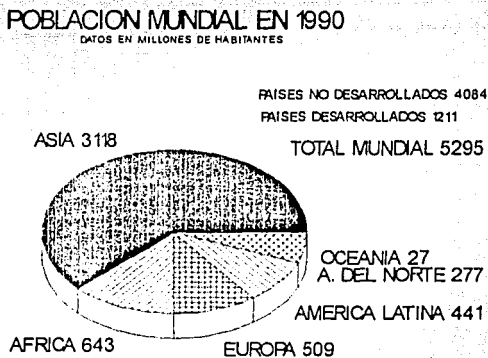 POBLACION MUNDIAL EN 1990
DATOS EN MILLONES DE HABITANTES
PAISES NO DESARROLLADOS 4084
PAISES DESARROLLADOS 1211
ASIA 3118
TOTAL MUNDIAL 5295
OCEANIA 27
A. DEL NORTE 277
AMERICA LATINA 441
AFRICA 643
EUROPA 509